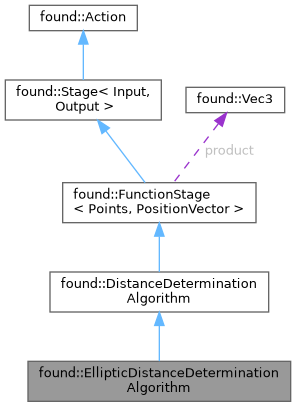 found::Action
found::Stage< Input,
Output >
found::Vec3
product
found::FunctionStage
< Points, PositionVector >
found::DistanceDetermination
Algorithm
found::EllipticDistanceDetermination
Algorithm